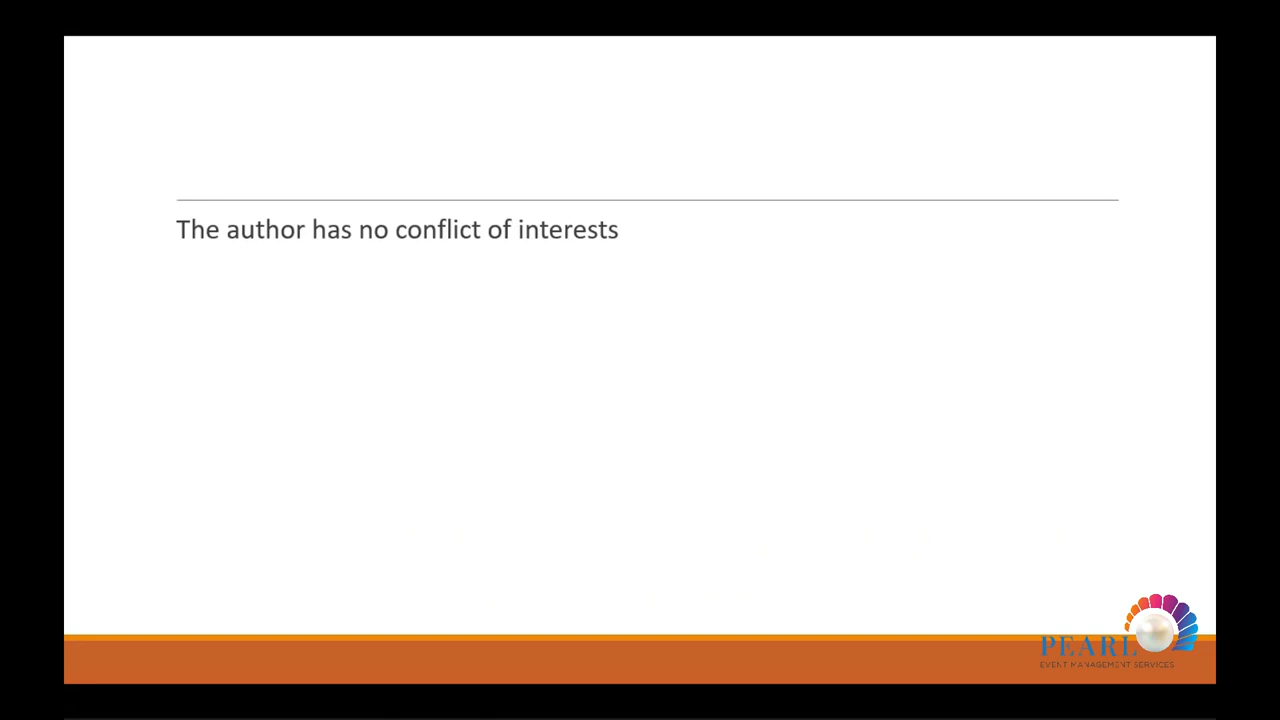 The author has no conflict of interests
PEARL
EVENT MANAGEMENT SERVICES